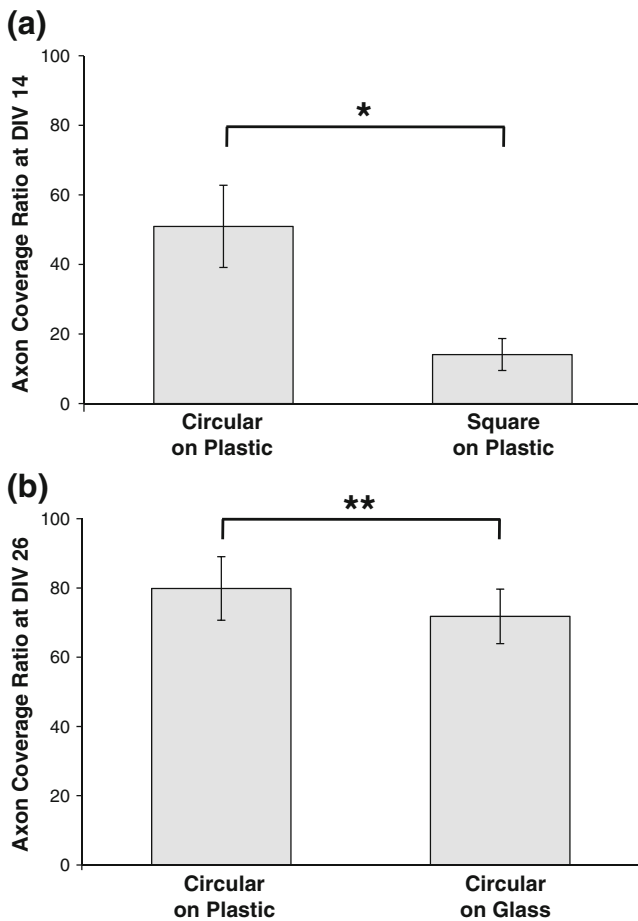 (a)
Axon Coverage Ratio at DIV 14
100
80
60
40
20
0
*
Circular
on Plastic
Square
on Plastic
(b)
Axon Coverage Ratio at DIV 26
100
80
60
40
20
0
**
Circular
on Plastic
Circular
on Glass